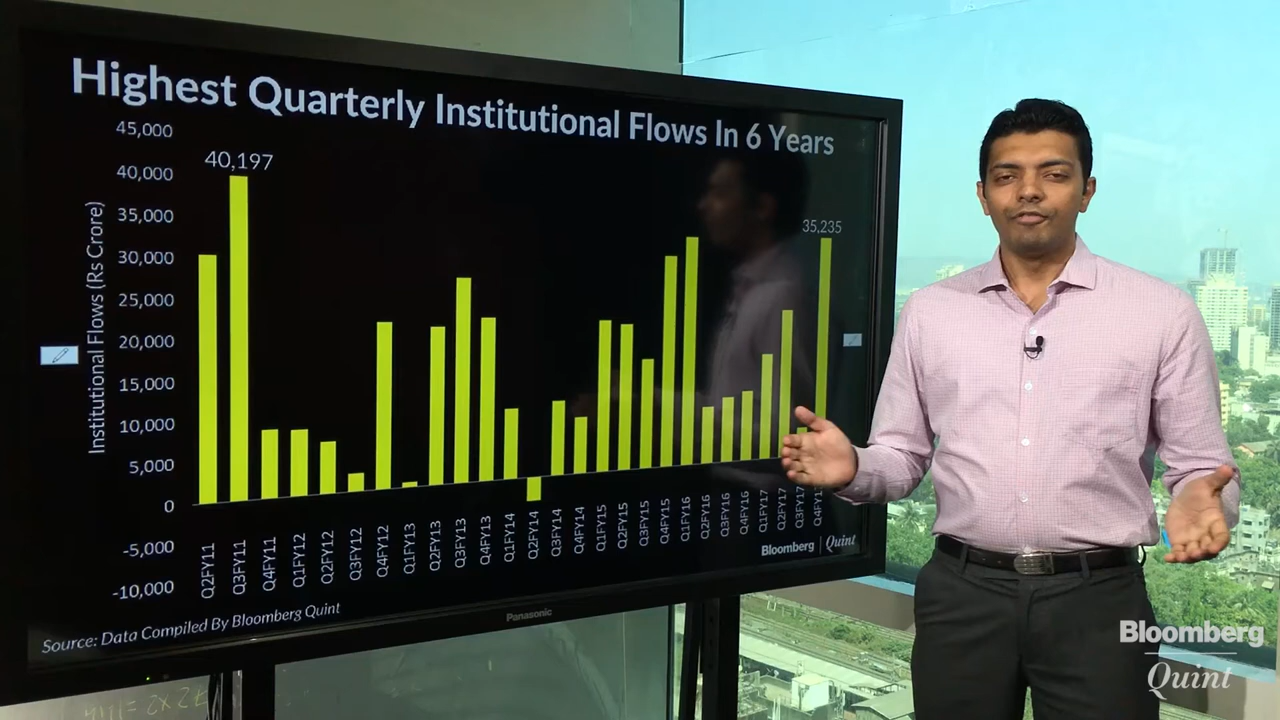 Highest Quarterly Institutional Flows In 6 Years
Institutional Flows (Rs Crore)
45,000
40,000
35,000
30,000
25,000
20,000
15,000
10,000
5,000
0
-5,000
-10,000
40,197
35,235
Q2FY11
Q3FY11
Q4FY11
Q1FY12
Q2FY12
Q3FY12
Q4FY12
Q1FY13
Q2FY13
Q3FY13
Q4FY13
Q1FY14
Q2FY14
Q3FY14
Q4FY14
Q1FY15
Q2FY15
Q3FY15
Q4FY15
Q1FY16
Q2FY16
Q3FY16
Q4FY16
Q1FY17
Q2FY17
Q3FY17
Bloomberg | Quint
Source: Data Compiled By Bloomberg Quint
Panasonic
Bloomberg
Quint